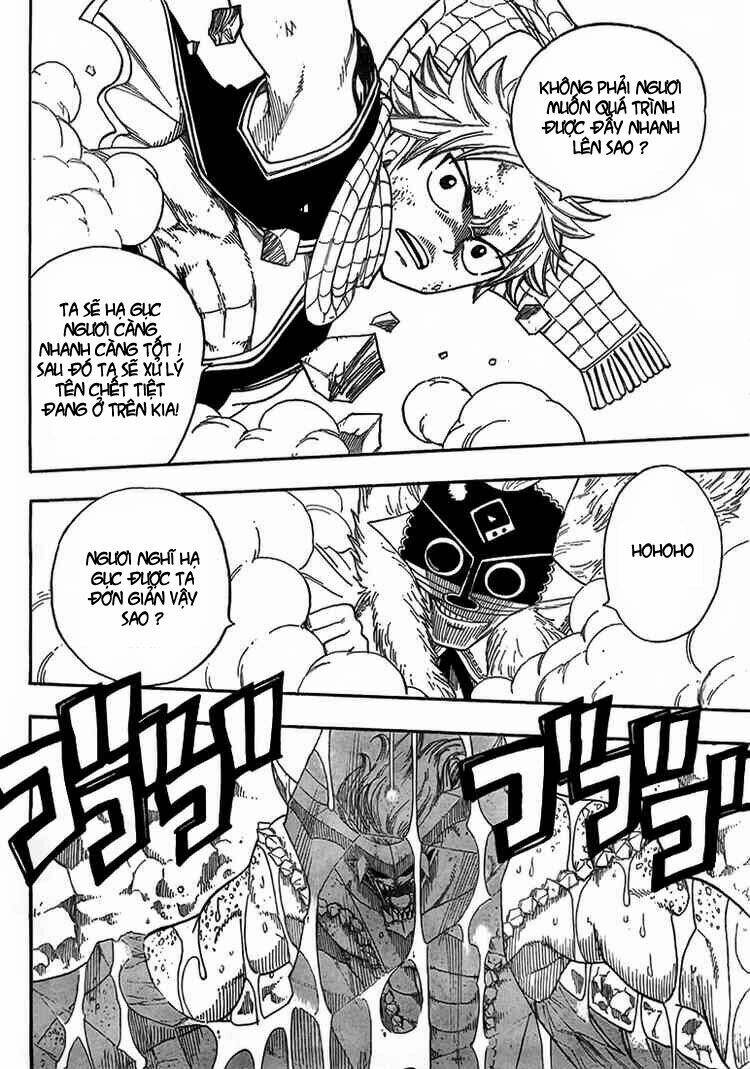 KHÔNG PHẢI NGƯƠI
MUỐN QUÁ TRÌNH
ĐƯỢC ĐẨY NHANH
LÊN SAO ?
TA SẼ HẠ GỤC
NGƯƠI CÀNG
NHANH CÀNG TỐT !
SAU ĐÓ TA SẼ XỬ LÝ
TÊN CHẾT TIỆT
ĐANG Ở TRÊN KIA!
HOHOHO
NGƯƠI NGHĨ HẠ
GỤC ĐƯỢC TA
ĐƠN GIẢN VẬY
SAO ?
ゴゴゴ
ゴゴゴゴ